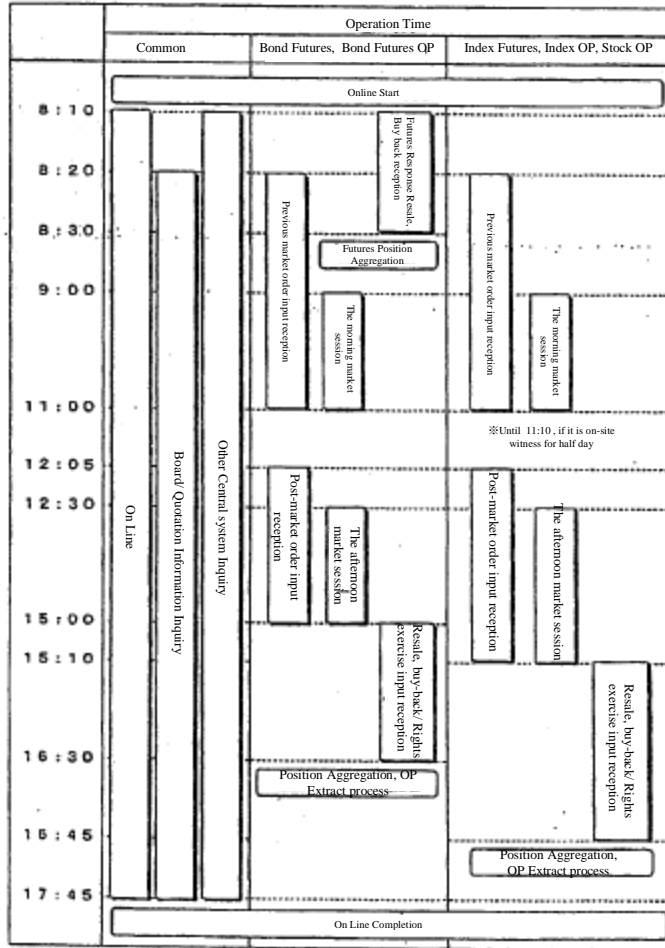 Operation Time
Common
Bond Futures, Bond Futures OP
Index Futures, Index OP, Stock OP
Online Start
8:10
8:20
8:30
9:00
11:00
12:05
12:30
15:00
15:10
16:30
15:45
17:45
On Line
Board/ Quotation Information Inquiry
Other Central system Inquiry
Previous market order input reception
Futures Response Resale,
Buy back reception
Futures Position
Aggregation
The morning market
session
Previous market order input reception
The morning market
session
※Until 11:10 , if it is on-site
witness for half day
Post-market order input
reception
The afternoon
market session
Resale, buy-back/ Rights
exercise input reception
Position Aggregation, OP
Extract process
Post-market order input reception
The afternoon market session
Resale, buy-back/ Rights
exercise input reception
Position Aggregation,
OP Extract process
On Line Completion